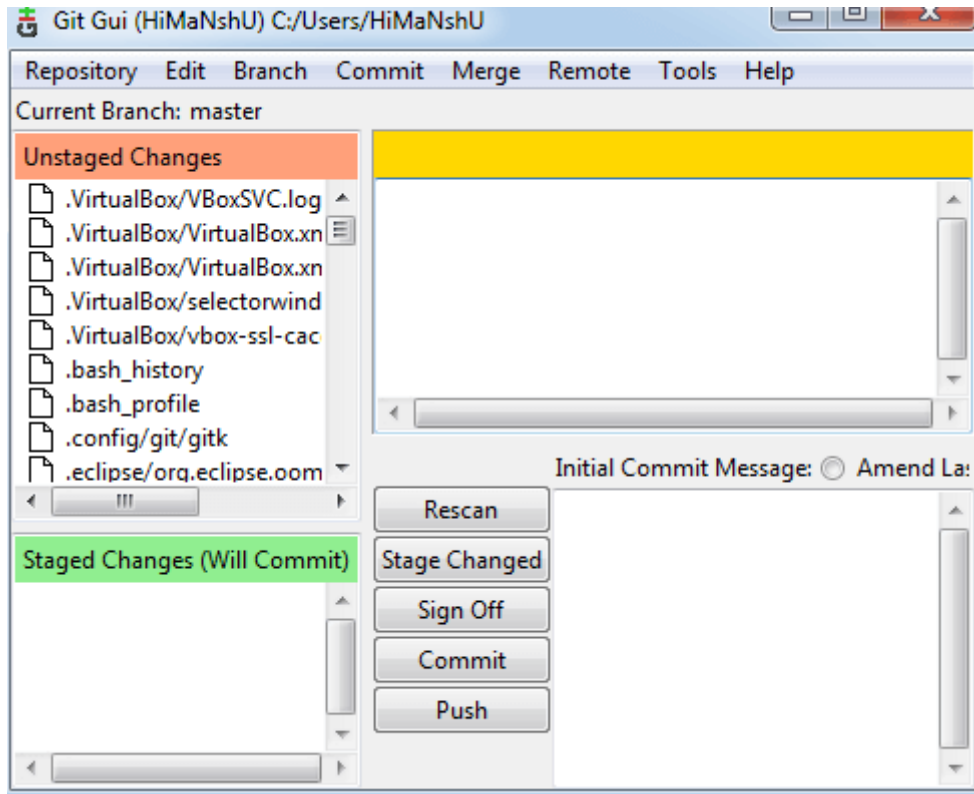 Git Gui (HiMaNshU) C:/Users/HiMaNshU
Repository Edit Branch Commit Merge Remote Tools Help
Current Branch: master
Unstaged Changes
.VirtualBox/VBoxSVC.log
.VirtualBox/VirtualBox.xn
.VirtualBox/VirtualBox.xn
.VirtualBox/selectorwind
.VirtualBox/vbox-ssl-cac
.bash_history
.bash_profile
.config/git/gitk
.eclipse/org.eclipse.oom
Staged Changes (Will Commit)
Initial Commit Message: Amend La
Rescan
Stage Changed
Sign Off
Commit
Push